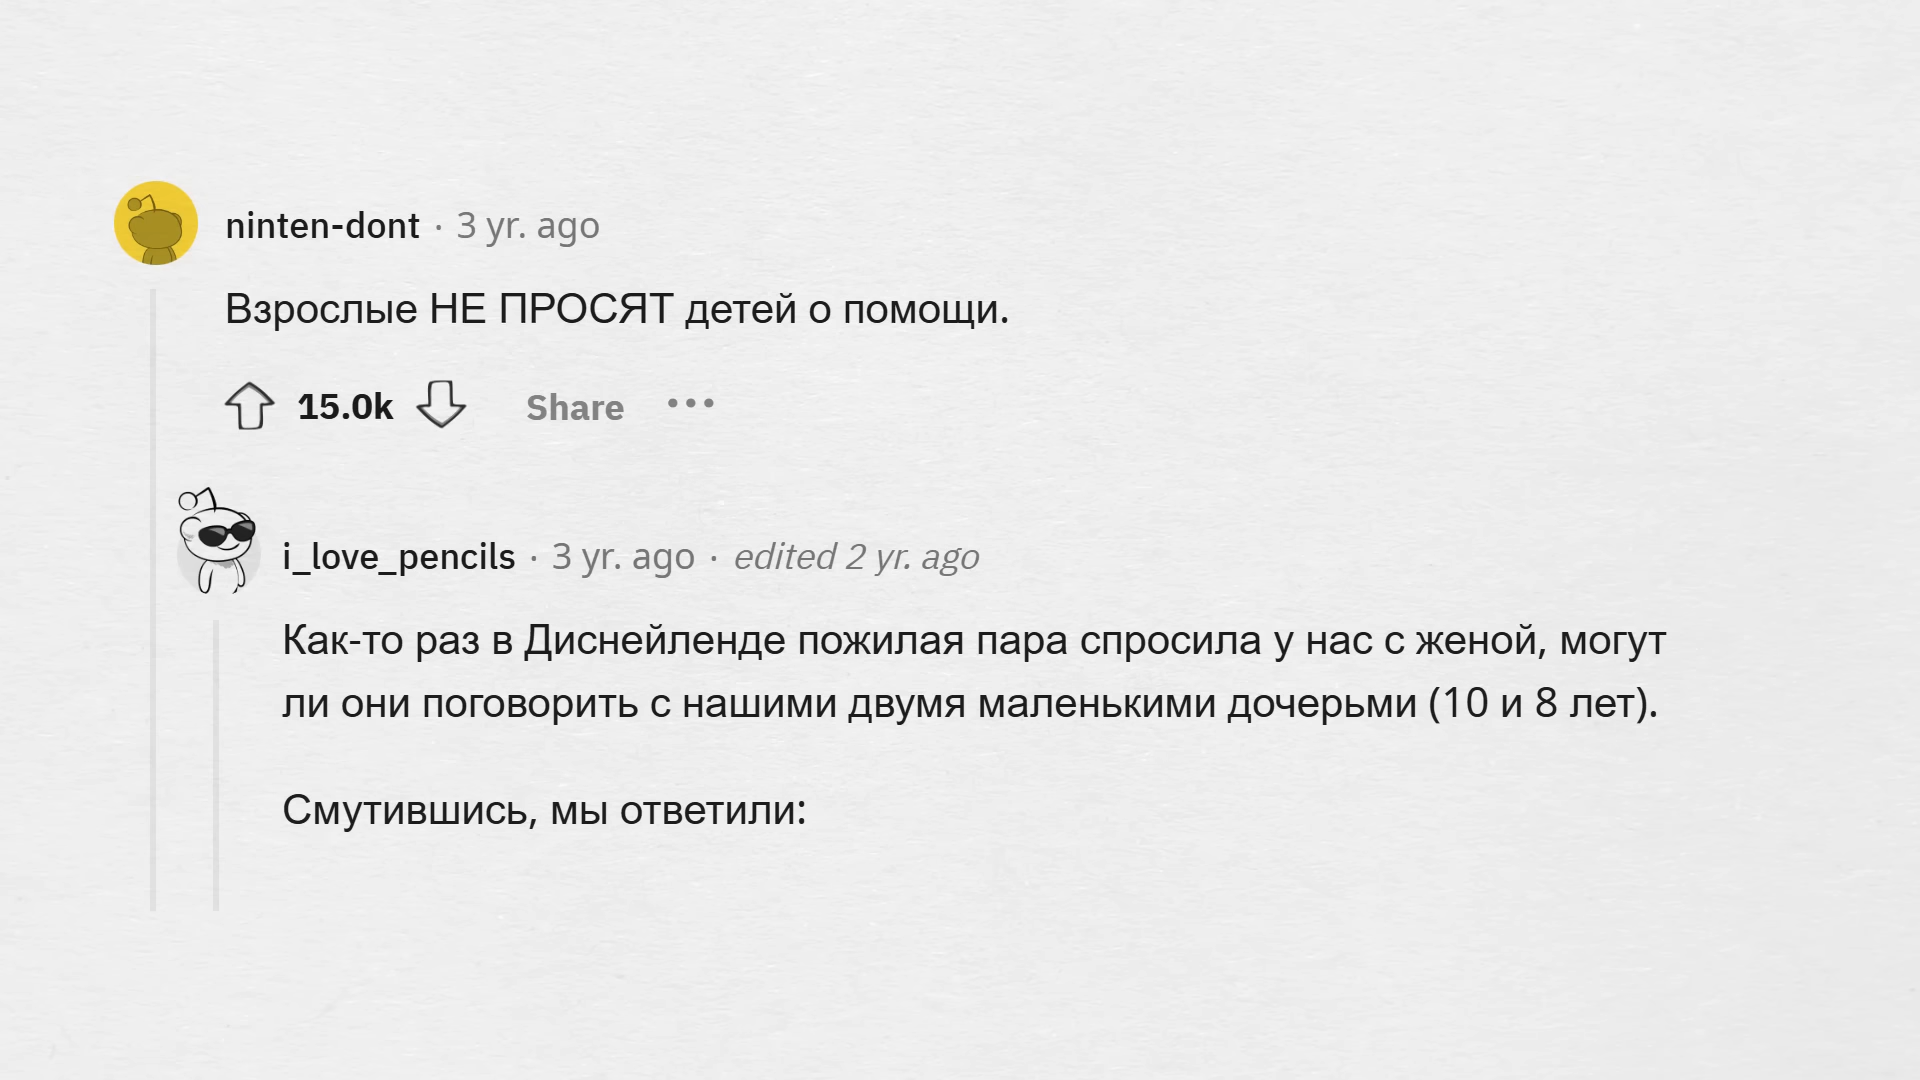 ninten-dont · 3 yr. ago
Взрослые НЕ ПРОСЯТ детей о помощи.
15.0k Share •••
i_love_pencils · 3 yr. ago · edited 2 yr. ago
Как-то раз в Диснейленде пожилая пара спросила у нас с женой, могут
ли они поговорить с нашими двумя маленькими дочерьми (10 и 8 лет).
Смутившись, мы ответили: